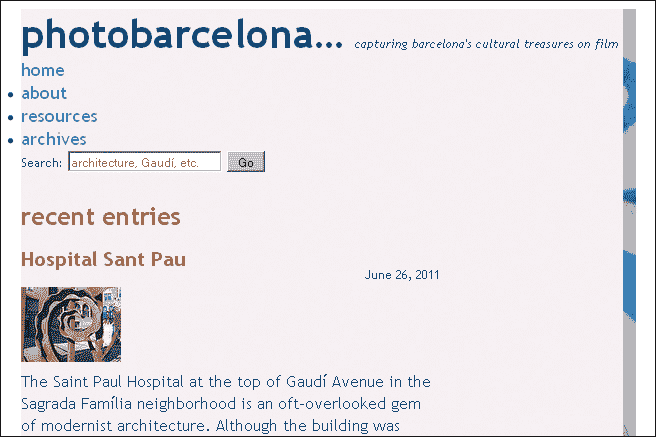 photobarcelona... capturing barcelona's cultural treasures on film
home
about
resources
archives
Search: architecture, Gaudí, etc. Go
recent entries
Hospital Sant Pau
June 26, 2011
The Saint Paul Hospital at the top of Gaudí Avenue in the
Sagrada Família neighborhood is an oft-overlooked gem
of modernist architecture. Although the building was